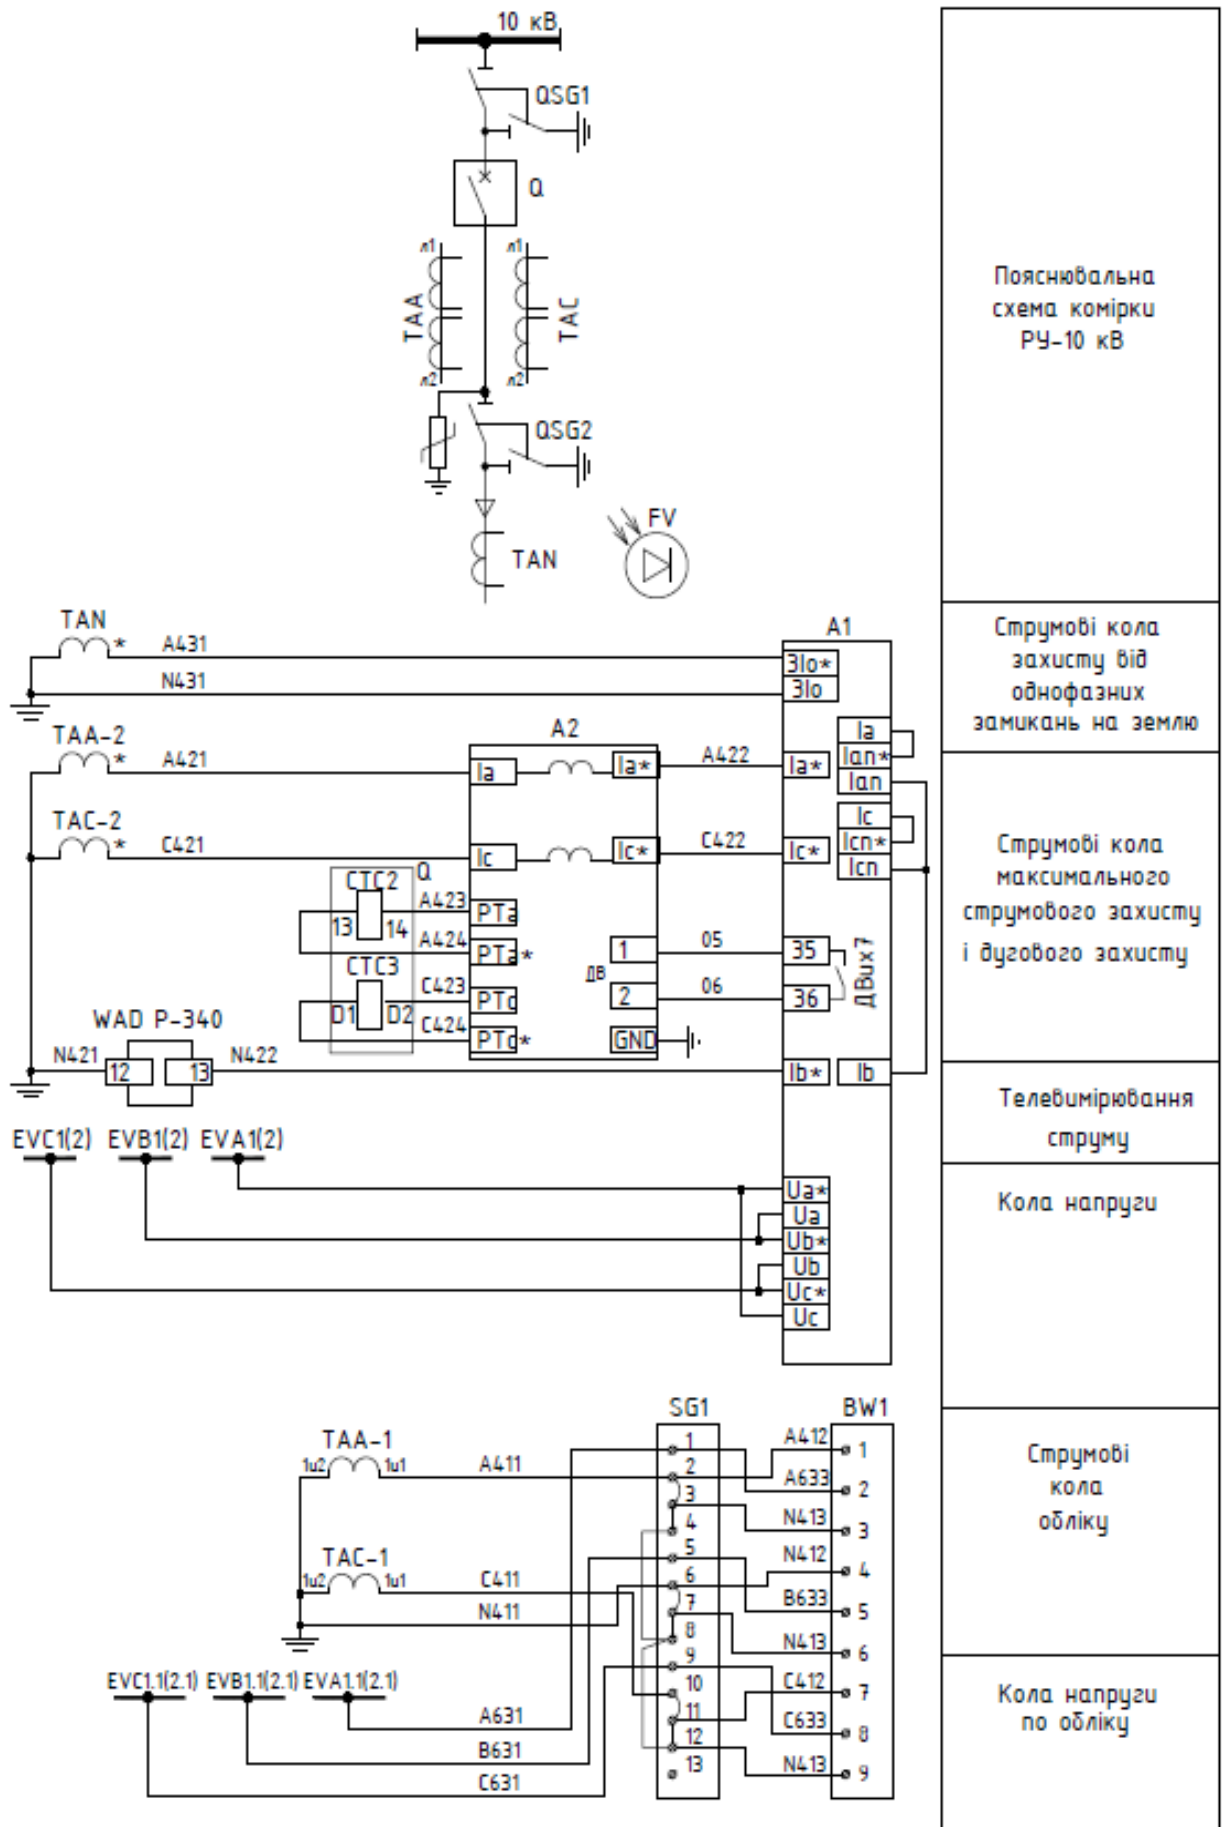 10 кВ
QSG1
Q
л1
л1
TAA
TAC
л2
л2
QSG2
FV
TAN
Пояснювальна
схема комірки
РУ-10 кВ
TAN
*
A431
N431
A1
3Io*
3Io
Струмові кола
захисту від
однофазних
замикань на землю
TAA-2
*
A421
A2
Ia
Ia*
A422
Ia*
Ia
Ian*
Ian
TAC-2
*
C421
Ic
Ic*
C422
Ic*
Ic
Icn*
Icn
Струмові кола
максимального
струмового захисту
і дугового захисту
Q
CTC2
13
14
A423
A424
PTa
PTa*
CTC3
D1
D2
C423
C424
PTc
PTc*
ДВ
1
2
GND
05
06
35
36
ДВих7
WAD P-340
N421
12
13
N422
Ib*
Ib
Телевимірювання
струму
EVC1(2)
EVB1(2)
EVA1(2)
Ua*
Ua
Ub*
Ub
Uc*
Uc
Кола напруги
SG1
BW1
TAA-1
1u2
1u1
A411
TAC-1
1u2
1u1
C411
N411
1
2
3
4
5
6
7
8
9
10
11
12
13
A412
A633
N413
N412
B633
N413
C412
C633
N413
1
2
3
4
5
6
7
8
9
Струмові
кола
обліку
EVC1.1(2.1)
EVB1.1(2.1)
EVA1.1(2.1)
A631
B631
C631
Кола напруги
по обліку